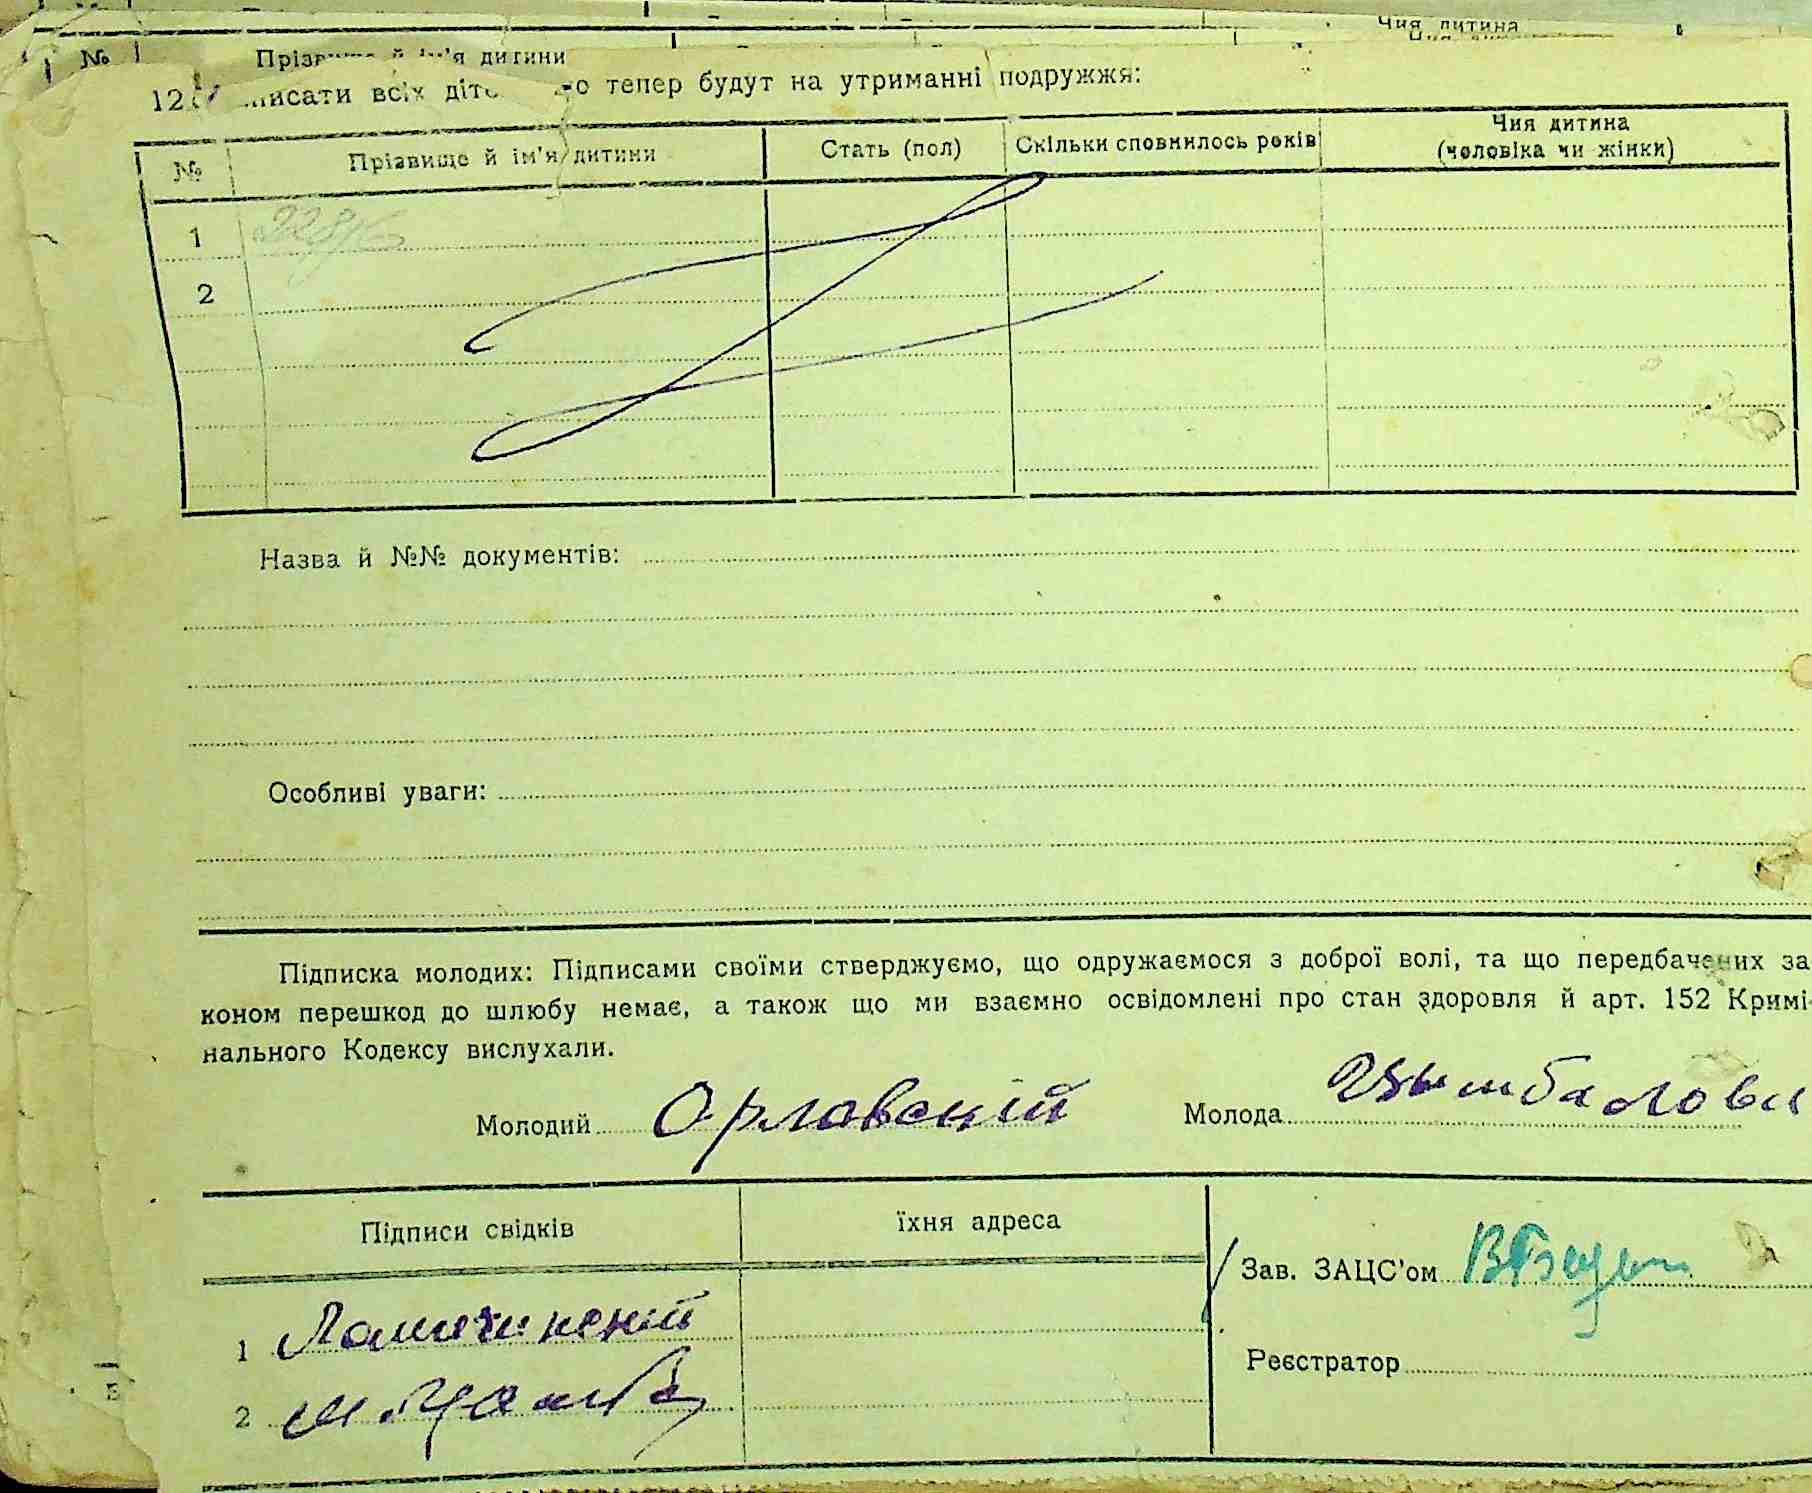 Чия дитина
№ Прізвище й ім'я дитини
12. писати всіх діте що тепер будут на утриманні подружжя:
№ Прізвище й ім'я дитини Стать (пол) Скільки сповнилось років Чия дитина
(чоловіка чи жінки)
1
2
Назва й №№ документів:
Особливі уваги:
Підписка молодих: Підписами своїми стверджуємо, що одружаємося з доброї волі, та що передбачених за
коном перешкод до шлюбу немає, а також що ми взаємно освідомлені про стан здоровля й арт. 152 Кримі-
нального Кодексу вислухали.
Молодий Орловскій Молода Цымбалова
Підписи свідків їхня адреса
Зав. ЗАЦС'ом
1
Реєстратор
2